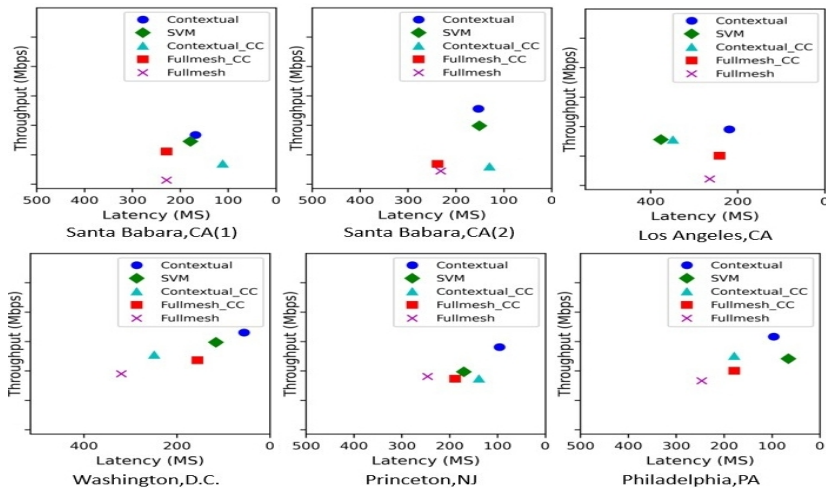 Contextual
SVM
Contextual_CC
Fullmesh_CC
Fullmesh
Throughput (Mbps)
500 400 300 200 100 0
Latency (MS)
Santa Babara,CA(1)
Contextual
SVM
Contextual_CC
Fullmesh_CC
Fullmesh
Throughput (Mbps)
500 400 300 200 100 0
Latency (MS)
Santa Babara,CA(2)
Contextual
SVM
Contextual_CC
Fullmesh_CC
Fullmesh
Throughput (Mbps)
400 200 0
Latency (MS)
Los Angeles,CA
Contextual
SVM
Contextual_CC
Fullmesh_CC
Fullmesh
Throughput (Mbps)
400 200 0
Latency (MS)
Washington,D.C.
Contextual
SVM
Contextual_CC
Fullmesh_CC
Fullmesh
Throughput (Mbps)
500 400 300 200 100 0
Latency (MS)
Princeton,NJ
Contextual
SVM
Contextual_CC
Fullmesh_CC
Fullmesh
Throughput (Mbps)
500 400 300 200 100 0
Latency (MS)
Philadelphia,PA